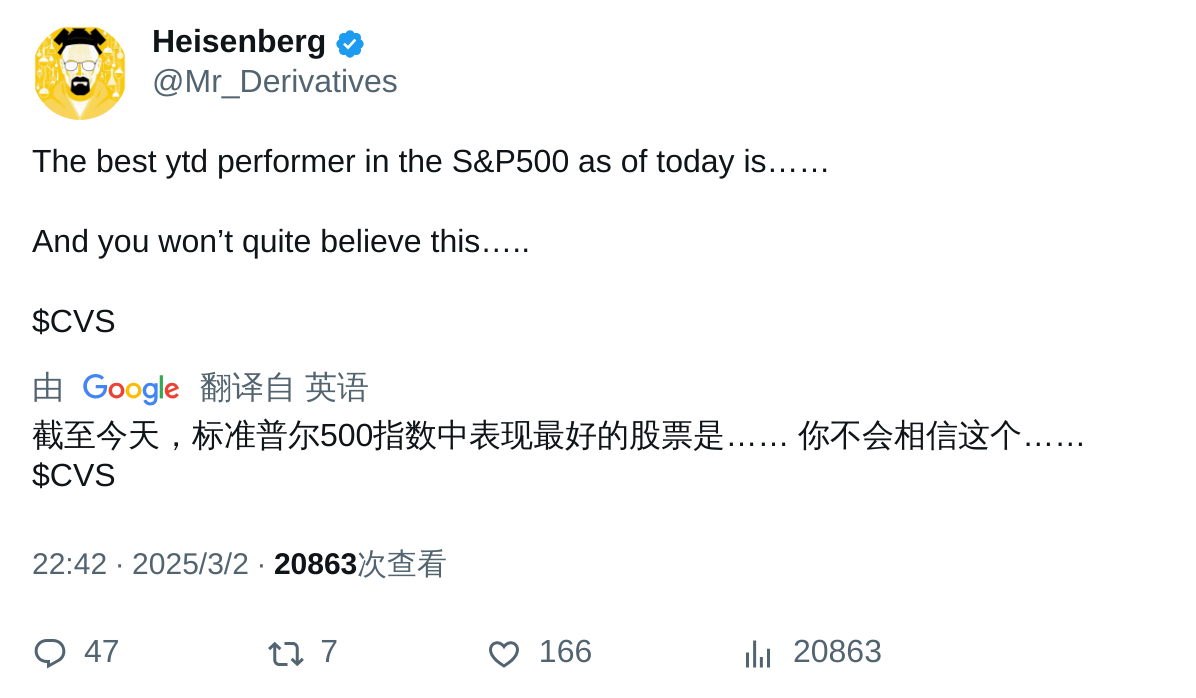 Heisenberg
@Mr_Derivatives
The best ytd performer in the S&P500 as of today is……
And you won’t quite believe this…..
$CVS
由 Google 翻译自 英语
截至今天，标准普尔500指数中表现最好的股票是…… 你不会相信这个……
$CVS
22:42 · 2025/3/2 · 20863次查看
47 7 166 20863